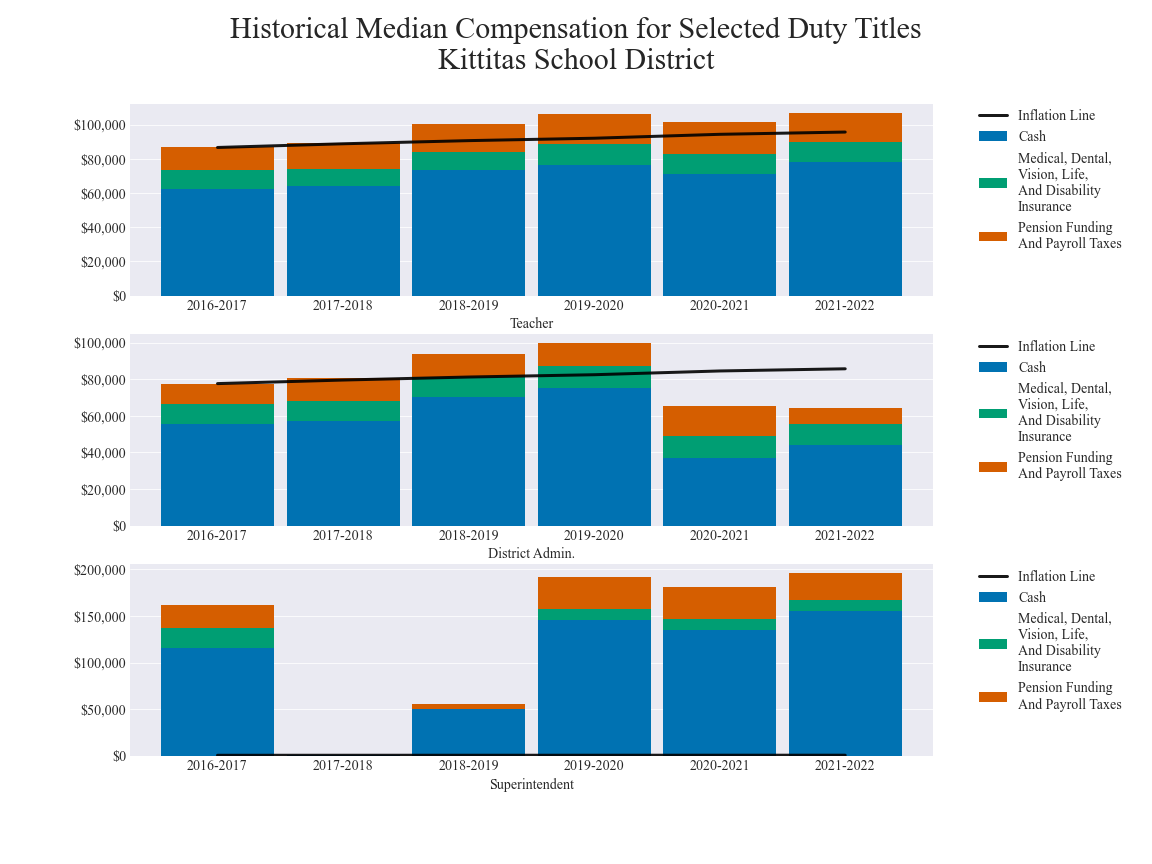 Historical Median Compensation for Selected Duty Titles
Kittitas School District
$100,000
$80,000
$60,000
$40,000
$20,000
$0
2016-2017 2017-2018 2018-2019 2019-2020 2020-2021 2021-2022
Teacher
Inflation Line
Cash
Medical, Dental,
Vision, Life,
And Disability
Insurance
Pension Funding
And Payroll Taxes
$100,000
$80,000
$60,000
$40,000
$20,000
$0
2016-2017 2017-2018 2018-2019 2019-2020 2020-2021 2021-2022
District Admin.
Inflation Line
Cash
Medical, Dental,
Vision, Life,
And Disability
Insurance
Pension Funding
And Payroll Taxes
$200,000
$150,000
$100,000
$50,000
$0
2016-2017 2017-2018 2018-2019 2019-2020 2020-2021 2021-2022
Superintendent
Inflation Line
Cash
Medical, Dental,
Vision, Life,
And Disability
Insurance
Pension Funding
And Payroll Taxes